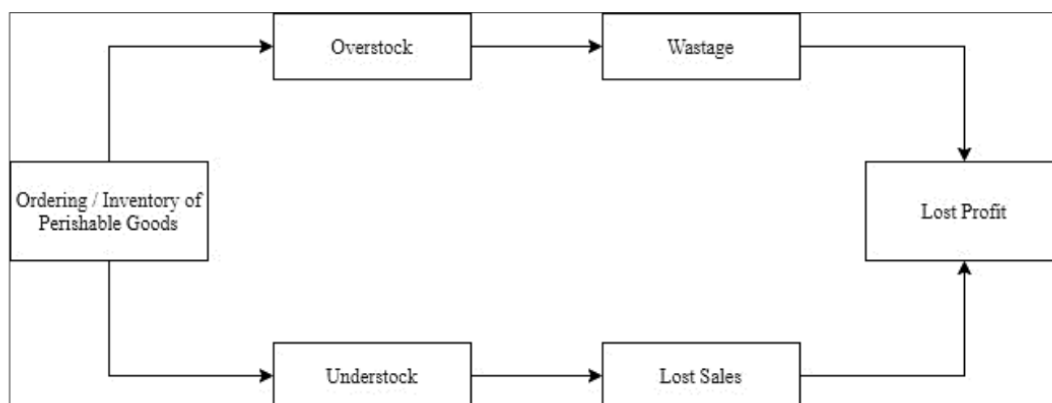 Overstock
Wastage
Ordering / Inventory of
Perishable Goods
Lost Profit
Understock
Lost Sales